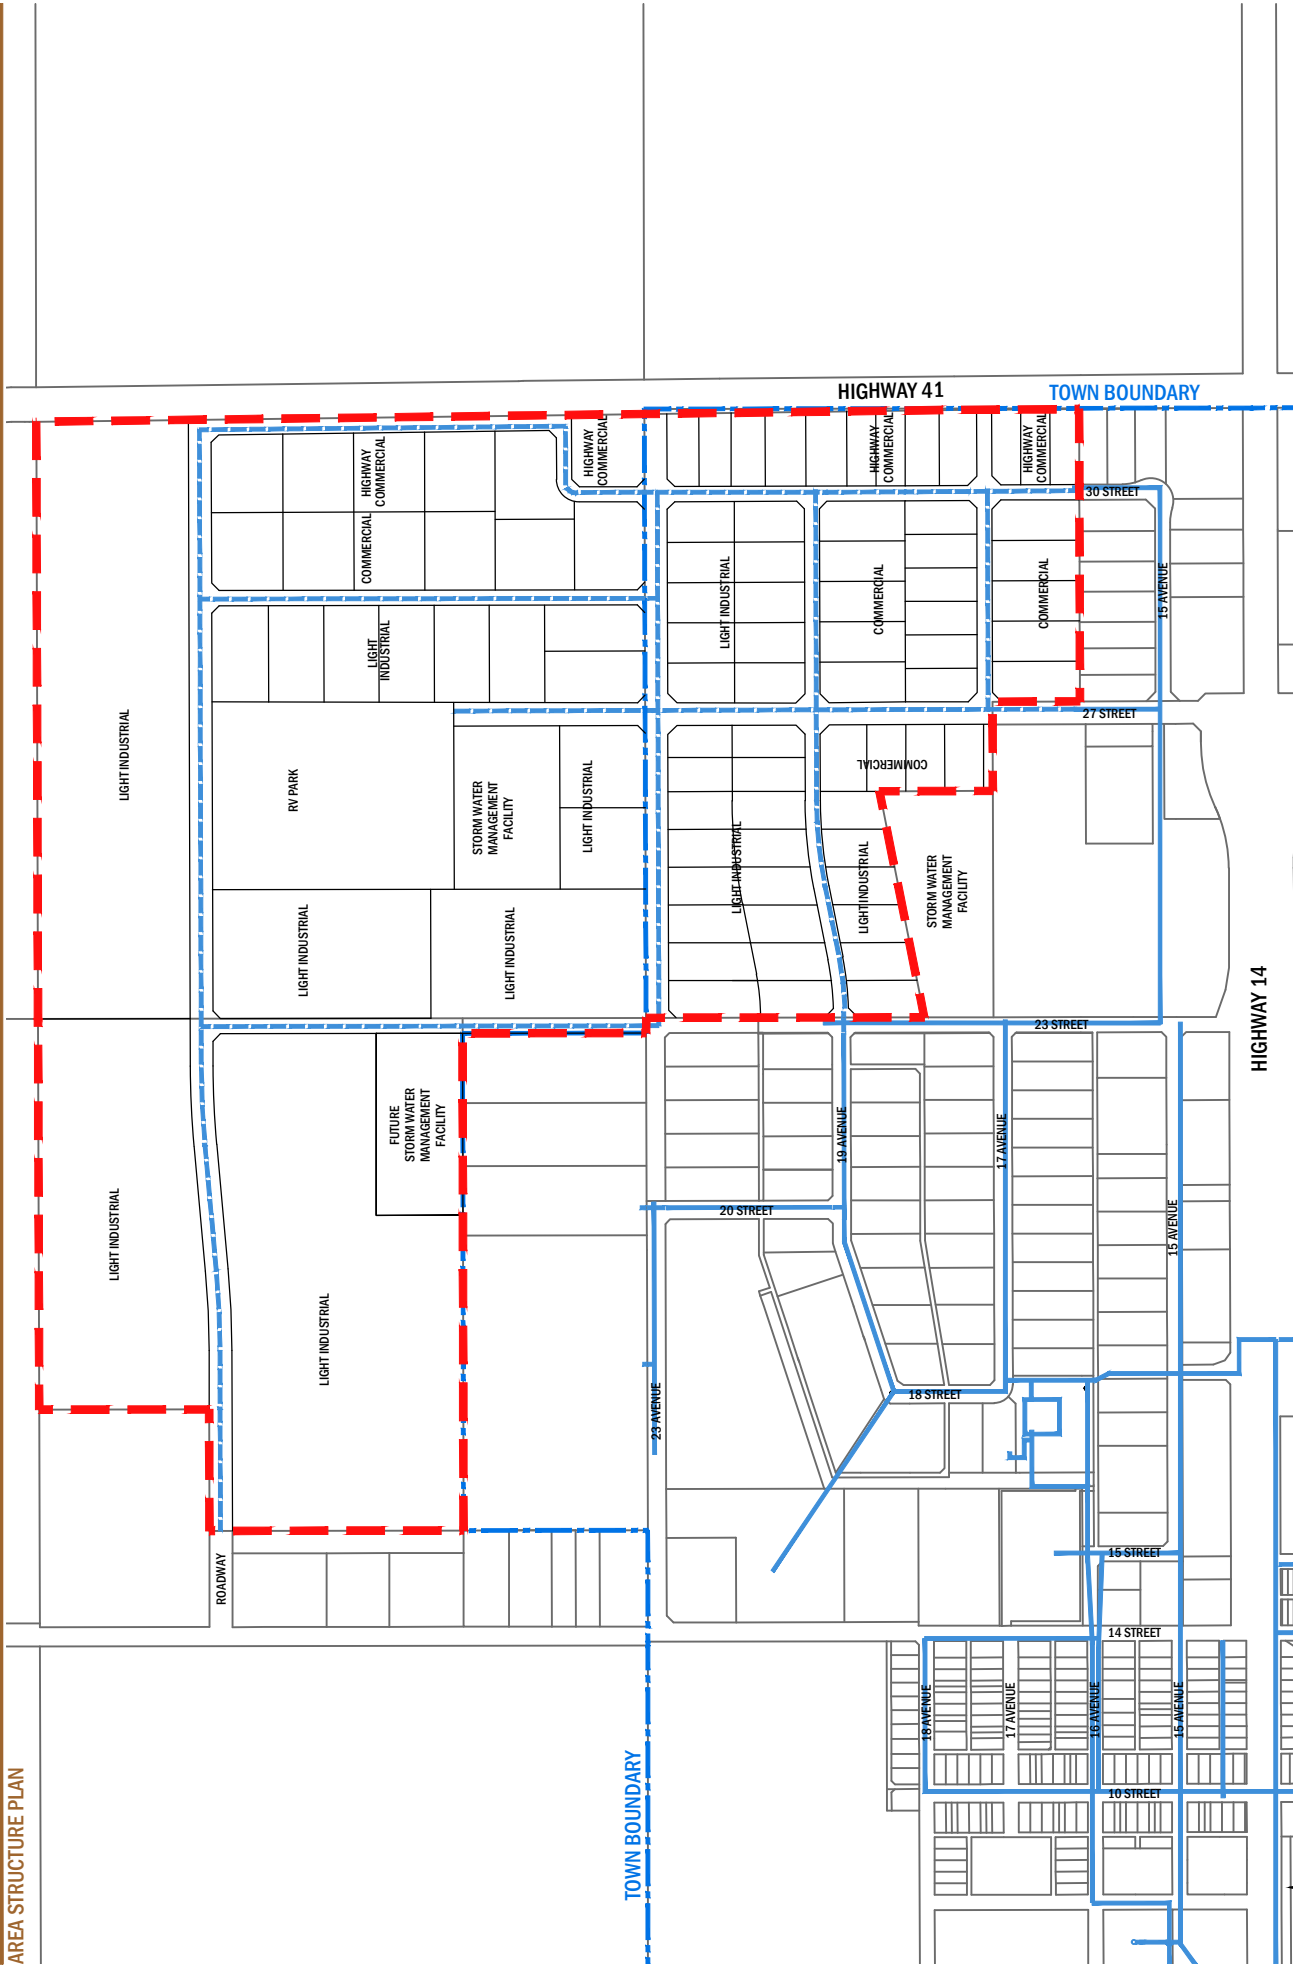 HIGHWAY 41
TOWN BOUNDARY
HIGHWAY
COMMERCIAL
HIGHWAY
COMMERCIAL
HIGHWAY
COMMERCIAL
HIGHWAY
COMMERCIAL
30 STREET
COMMERCIAL
LIGHT INDUSTRIAL
COMMERCIAL
COMMERCIAL
15 AVENUE
LIGHT
INDUSTRIAL
27 STREET
LIGHT INDUSTRIAL
RV PARK
STORM WATER
MANAGEMENT
FACILITY
LIGHT INDUSTRIAL
COMMERCIAL
LIGHT INDUSTRIAL
LIGHT INDUSTRIAL
STORM WATER
MANAGEMENT
FACILITY
LIGHT INDUSTRIAL
LIGHT INDUSTRIAL
HIGHWAY 14
23 STREET
FUTURE
STORM WATER
MANAGEMENT
FACILITY
19 AVENUE
17 AVENUE
20 STREET
15 AVENUE
LIGHT INDUSTRIAL
LIGHT INDUSTRIAL
23 AVENUE
18 STREET
15 STREET
ROADWAY
14 STREET
18 AVENUE
17 AVENUE
16 AVENUE
15 AVENUE
10 STREET
TOWN BOUNDARY
AREA STRUCTURE PLAN